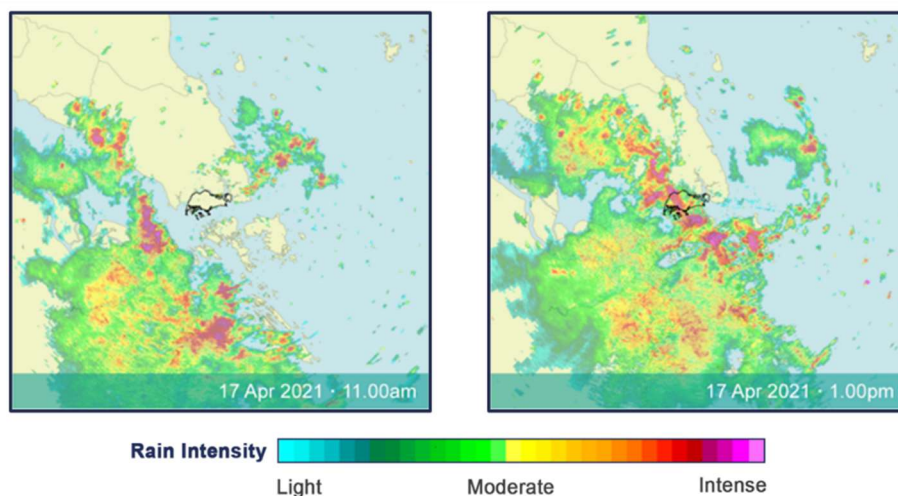 17 Apr 2021 · 11.00am
17 Apr 2021 · 1.00pm
Rain Intensity
Light Moderate Intense